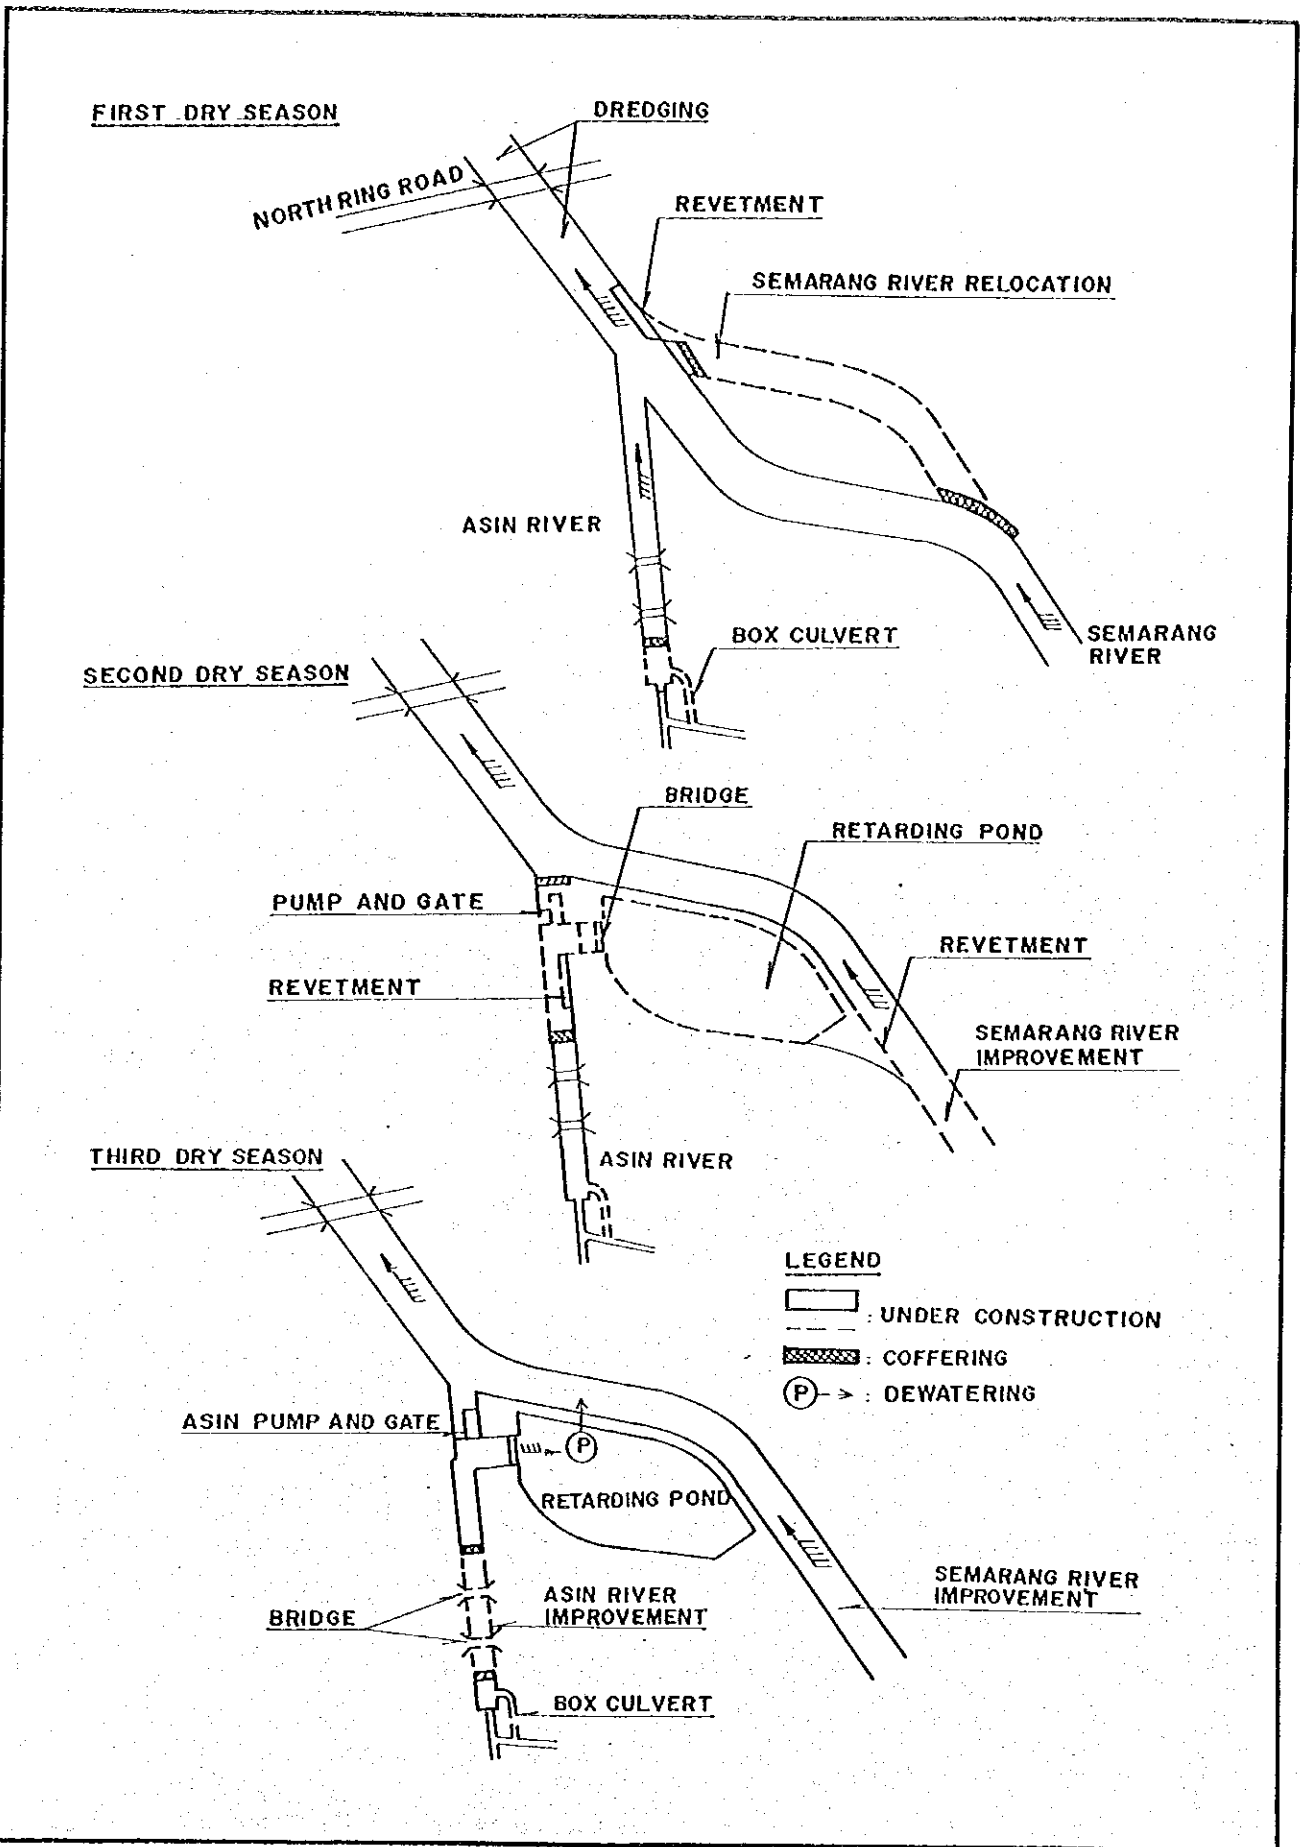 FIRST DRY SEASON
DREDGING
NORTH RING ROAD
REVETMENT
SEMARANG RIVER RELOCATION
ASIN RIVER
BOX CULVERT
SEMARANG
RIVER
SECOND DRY SEASON
BRIDGE
RETARDING POND
PUMP AND GATE
REVETMENT
REVETMENT
SEMARANG RIVER
IMPROVEMENT
ASIN RIVER
THIRD DRY SEASON
LEGEND
: UNDER CONSTRUCTION
: COFFERING
P : DEWATERING
ASIN PUMP AND GATE
P
RETARDING POND
SEMARANG RIVER
IMPROVEMENT
ASIN RIVER
IMPROVEMENT
BRIDGE
BOX CULVERT